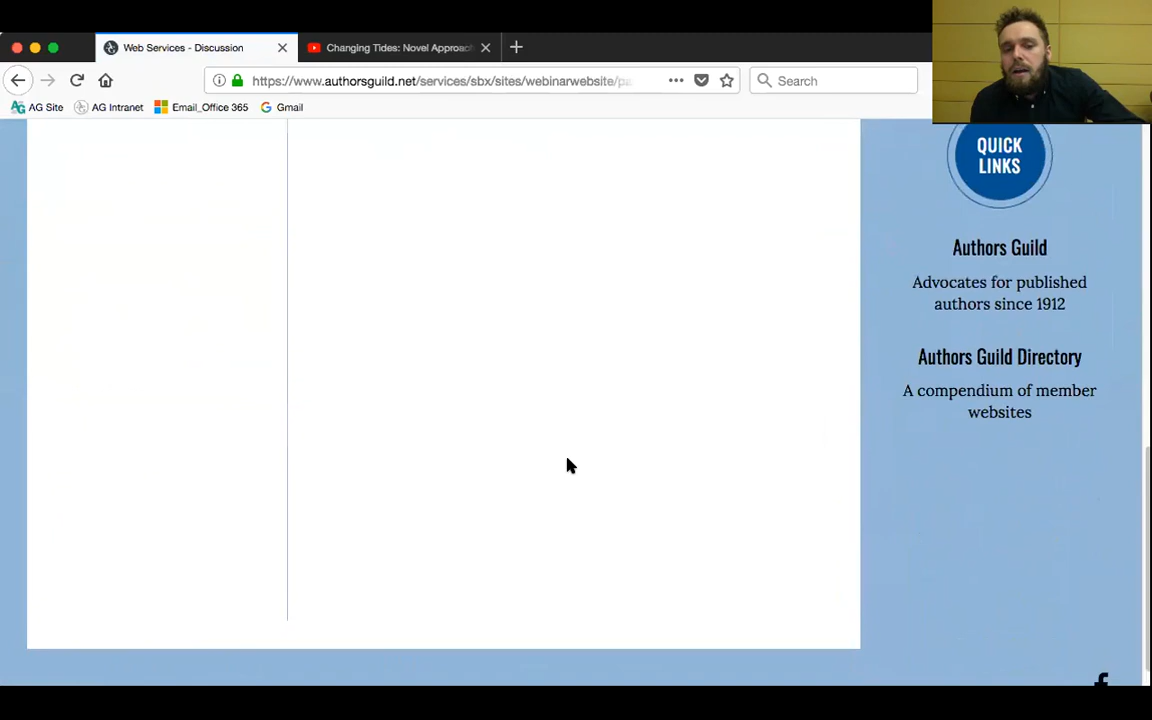 Web Services - Discussion
Changing Tides: Novel Approac
https://www.authorsguild.net/services/sbx/sites/webinarwebsite/pa
Search
AG Site
AG Intranet
Email_Office 365
Gmail
QUICK
LINKS
Authors Guild
Advocates for published
authors since 1912
Authors Guild Directory
A compendium of member
websites